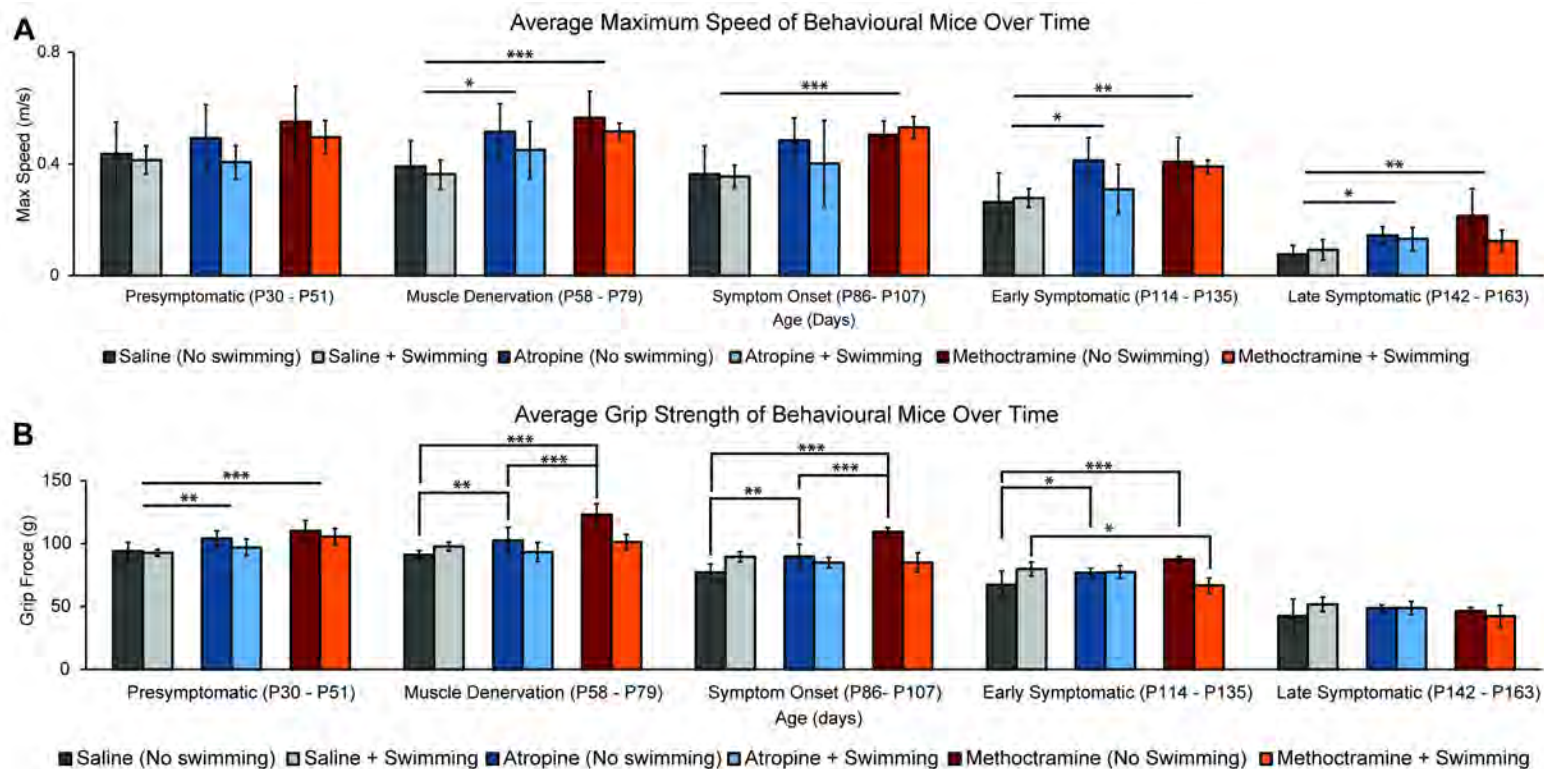 A
Average Maximum Speed of Behavioural Mice Over Time
Max Speed (m/s)
0.8
0.4
0
*
***
***
*
**
*
**
Presymptomatic (P30 - P51)
Muscle Denervation (P58 - P79)
Symptom Onset (P86- P107)
Early Symptomatic (P114 - P135)
Late Symptomatic (P142 - P163)
Age (Days)
Saline (No swimming)
Saline + Swimming
Atropine (No swimming)
Atropine + Swimming
Methoctramine (No Swimming)
Methoctramine + Swimming
B
Average Grip Strength of Behavioural Mice Over Time
Grip Froce (g)
150
100
50
0
**
***
***
***
**
***
***
**
***
*
*
Presymptomatic (P30 - P51)
Muscle Denervation (P58 - P79)
Symptom Onset (P86- P107)
Early Symptomatic (P114 - P135)
Late Symptomatic (P142 - P163)
Age (days)
Saline (No swimming)
Saline + Swimming
Atropine (No swimming)
Atropine + Swimming
Methoctramine (No Swimming)
Methoctramine + Swimming